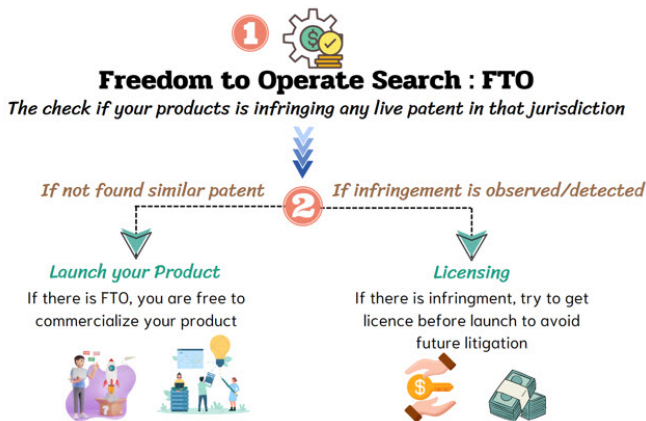 1
Freedom to Operate Search : FTO
The check if your products is infringing any live patent in that jurisdiction
If not found similar patent
2
If infringement is observed/detected
Launch your Product
If there is FTO, you are free to
commercialize your product
Licensing
If there is infringment, try to get
licence before launch to avoid
future litigation